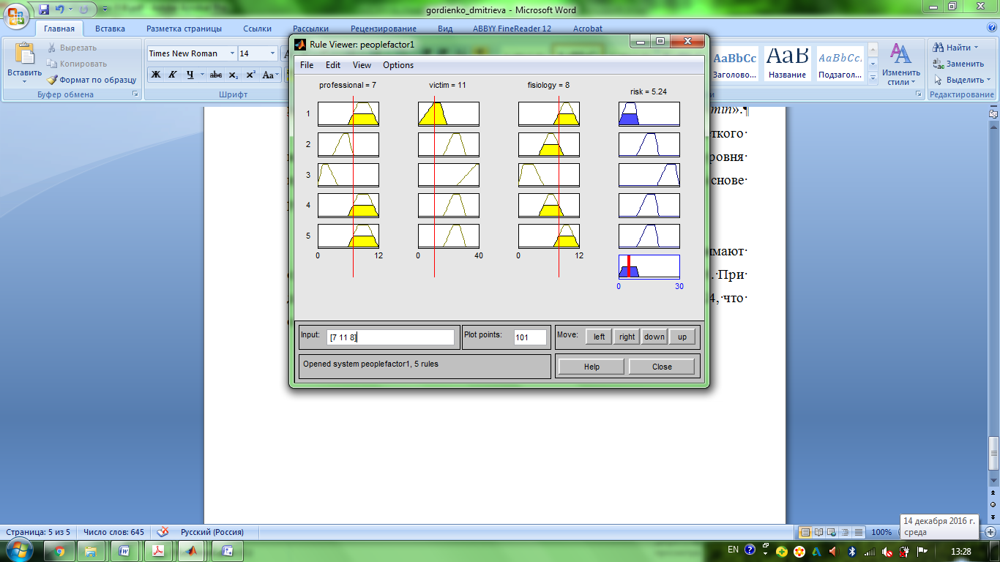 gordienko_dmitrieva - Microsoft Word
Главная Вставка Разметка страницы Ссылки Рассылки Рецензирование Вид ABBYY FineReader 12 Acrobat
Вставить
Вырезать
Копировать
Формат по образцу
Буфер обмена
Times New Roman 14
Ж К Ч abc x₂ x² Aa
Шрифт
AaBbCc AaB AaBbCc.
Заголово... Название Подзагол...
Изменить стили
Найти
Заменить
Выделить
Редактирование
Rule Viewer: peoplefactor1
File Edit View Options
professional = 7 victim = 11 fisiology = 8 risk = 5.24
1
2
3
4
5
0 12 0 40 0 12
0 30
Input: [7 11 8] Plot points: 101 Move: left right down up
Opened system peoplefactor1, 5 rules Help Close
min».¶
ткого·
ровня·
снове·
имают·
.·При·
4,·что·
Страница: 5 из 5 Число слов: 645 Русский (Россия) 100%
14 декабря 2016 г.
среда
EN 13:28